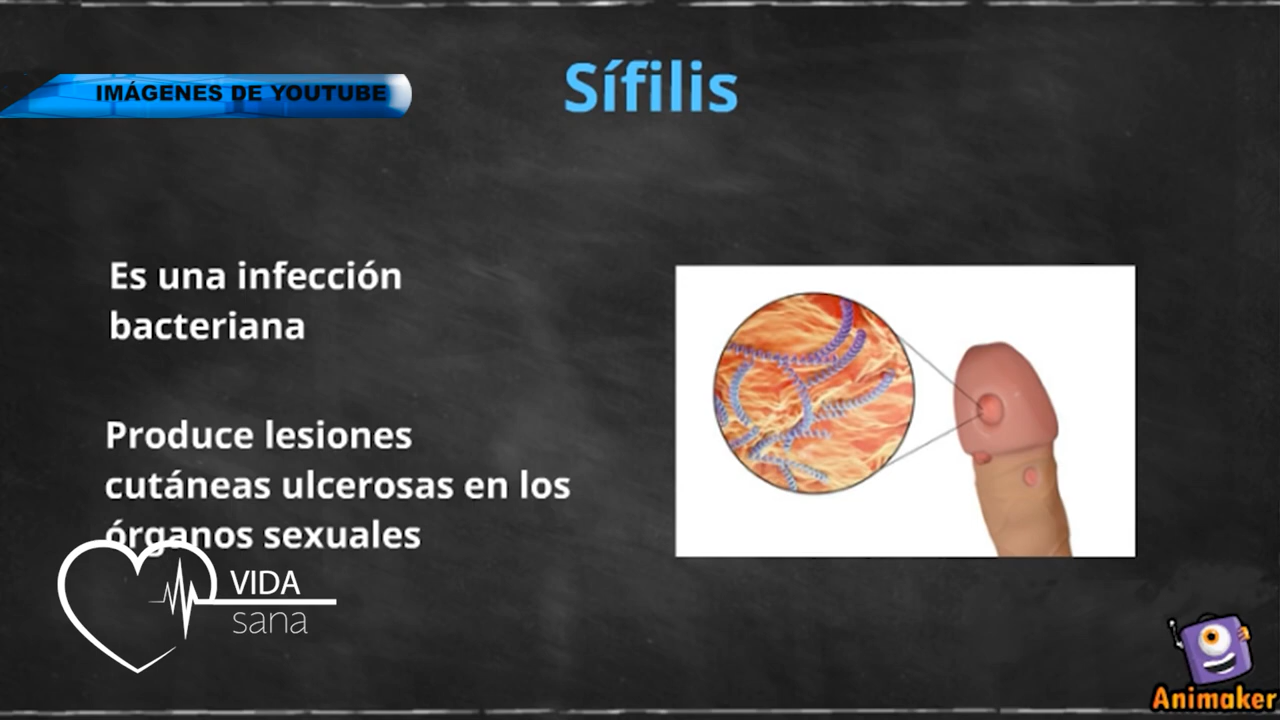 IMÁGENES DE YOUTUBE
Sífilis
Es una infección
bacteriana
Produce lesiones
cutáneas ulcerosas en los
órganos sexuales
VIDA
sana
Animaker